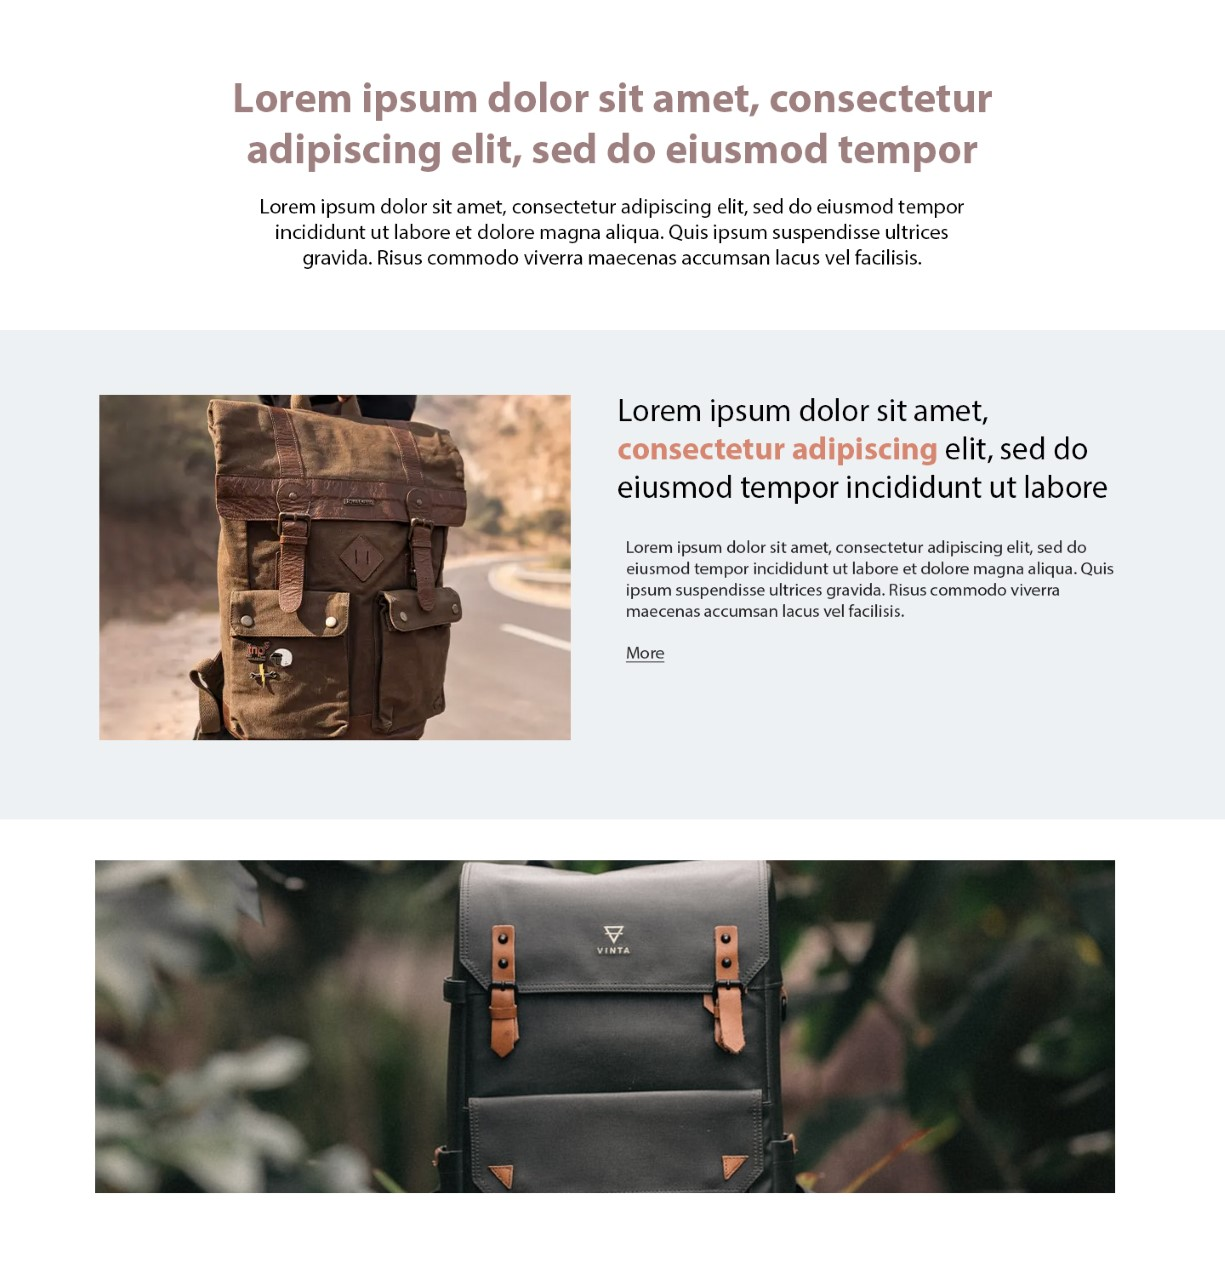 Lorem ipsum dolor sit amet, consectetur
adipiscing elit, sed do eiusmod tempor
Lorem ipsum dolor sit amet, consectetur adipiscing elit, sed do eiusmod tempor
incididunt ut labore et dolore magna aliqua. Quis ipsum suspendisse ultrices
gravida. Risus commodo viverra maecenas accumsan lacus vel facilisis.
Lorem ipsum dolor sit amet,
consectetur adipiscing elit, sed do
eiusmod tempor incididunt ut labore
Lorem ipsum dolor sit amet, consectetur adipiscing elit, sed do
eiusmod tempor incididunt ut labore et dolore magna aliqua. Quis
ipsum suspendisse ultrices gravida. Risus commodo viverra
maecenas accumsan lacus vel facilisis.
More
VINTA